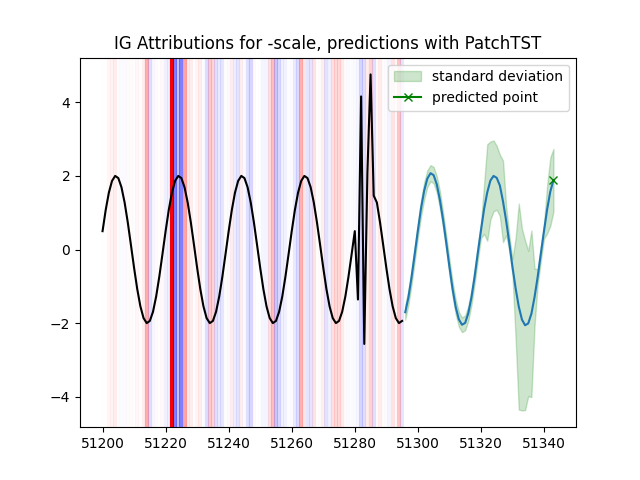 IG Attributions for -scale, predictions with PatchTST
standard deviation
predicted point
4
2
0
−2
−4
51200 51220 51240 51260 51280 51300 51320 51340